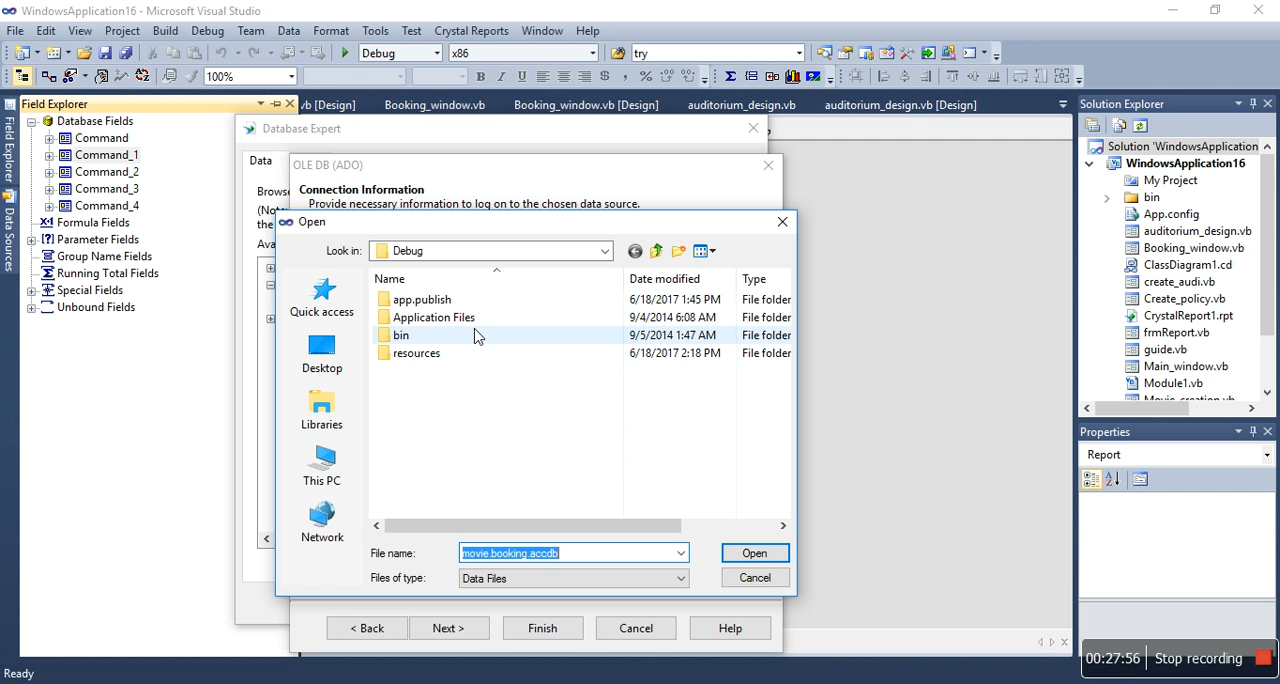 WindowsApplication16 - Microsoft Visual Studio
File Edit View Project Build Debug Team Data Format Tools Test Crystal Reports Window Help
Debug x86 try
100% B I U $ , %
Field Explorer
/b [Design] Booking_window.vb Booking_window.vb [Design] auditorium_design.vb auditorium_design.vb [Design]
Field Explorer
Data Sources
Database Fields
Command
Command_1
Command_2
Command_3
Command_4
Formula Fields
Parameter Fields
Group Name Fields
Running Total Fields
Special Fields
Unbound Fields
Database Expert
Data
Brows
(No
the
Ava
OLE DB (ADO)
Connection Information
Provide necessary information to log on to the chosen data source.
Open
Look in: Debug
Name Date modified Type
app.publish 6/18/2017 1:45 PM File folder
Application Files 9/4/2014 6:08 AM File folder
bin 9/5/2014 1:47 AM File folder
resources 6/18/2017 2:18 PM File folder
Quick access
Desktop
Libraries
This PC
Network
File name: movie.booking.accdb Open
Files of type: Data Files Cancel
< Back Next > Finish Cancel Help
Solution Explorer
Solution 'WindowsApplication
WindowsApplication16
My Project
bin
App.config
auditorium_design.vb
Booking_window.vb
ClassDiagram1.cd
create_audi.vb
Create_policy.vb
CrystalReport1.rpt
frmReport.vb
guide.vb
Main_window.vb
Module1.vb
Movie_creation.vb
Properties
Report
00:27:56 Stop recording
Ready